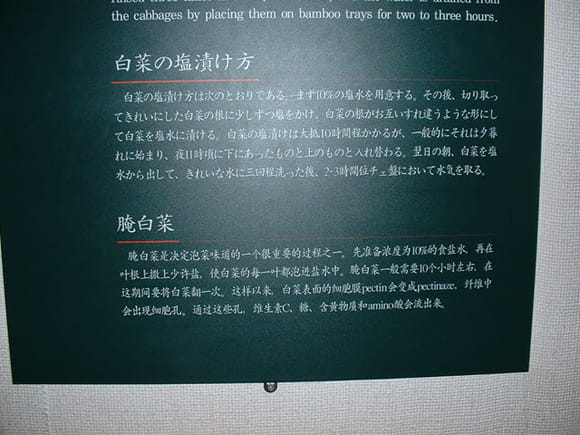 the cabbages by placing them on bamboo trays for two to three hours.
白菜の塩漬け方
白菜の塩漬け方は次のとおりである。まず10%の塩水を用意する。その後、切り取っ
てきれいにした白菜の根に少しずつ塩をかけ、白菜の根がお互いすれ違うような形にし
て白菜を塩水に漬ける。白菜の塩漬けは大抵10時間程かかるが、一般的にそれは夕暮
れに始まり、夜11時頃に下にあったものと上のものと入れ替わる。翌日の朝、白菜を塩
水から出して、きれいな水に三回程洗った後、2-3時間位チェ盤において水気を取る。
腌白菜
腌白菜是决定泡菜味道的一个很重要的过程之一。先准备浓度为10%的食盐水，再在
叶根上撒上少许盐，使白菜的每一叶都泡进盐水中。腌白菜一般需要10个小时左右，在
这期间要将白菜翻一次。这样以来，白菜表面的细胞膜pectin会变成pectinaze，纤维中
会出现细胞孔。通过这些孔，维生素C、糖、含黄物质和amino酸会流出来。